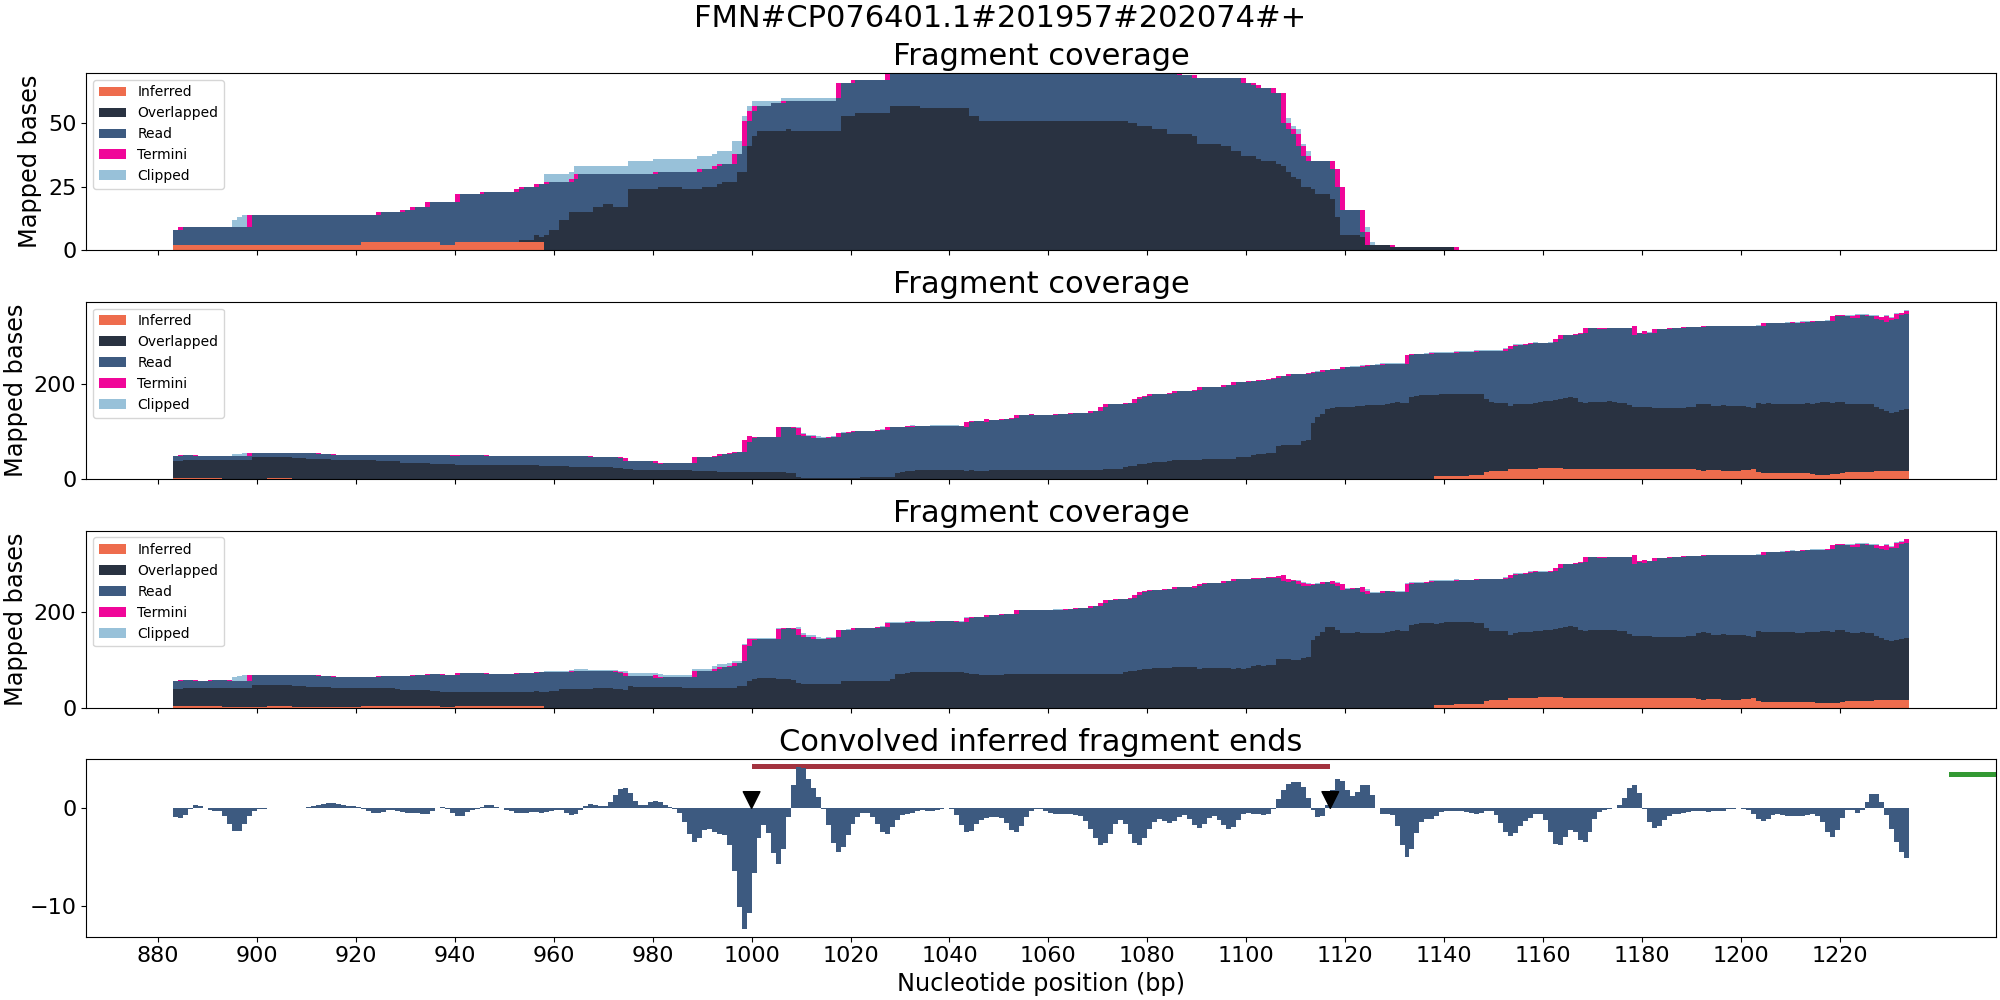 FMN#CP076401.1#201957#202074#+
Fragment coverage
Mapped bases
50
25
0
Inferred
Overlapped
Read
Termini
Clipped
Fragment coverage
Mapped bases
200
0
Inferred
Overlapped
Read
Termini
Clipped
Fragment coverage
Mapped bases
200
0
Inferred
Overlapped
Read
Termini
Clipped
Convolved inferred fragment ends
0
−10
880 900 920 940 960 980 1000 1020 1040 1060 1080 1100 1120 1140 1160 1180 1200 1220
Nucleotide position (bp)